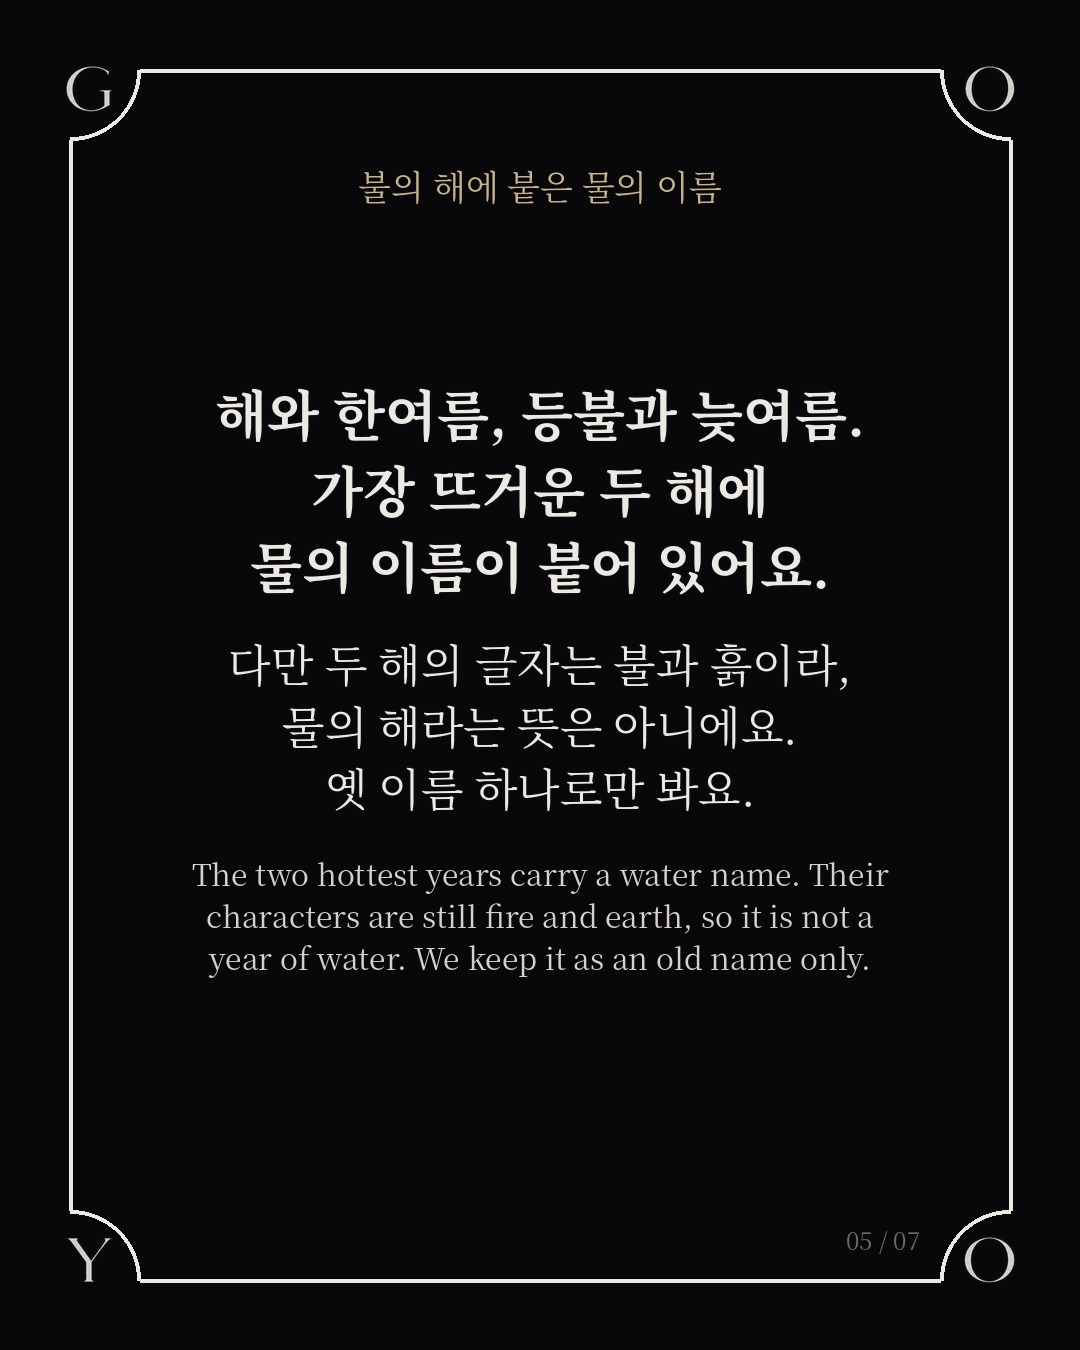 G O
불의 해에 붙은 물의 이름
해와 한여름, 등불과 늦여름.
가장 뜨거운 두 해에
물의 이름이 붙어 있어요.
다만 두 해의 글자는 불과 흙이라,
물의 해라는 뜻은 아니에요.
옛 이름 하나로만 봐요.
The two hottest years carry a water name. Their
characters are still fire and earth, so it is not a
year of water. We keep it as an old name only.
05 / 07
Y O